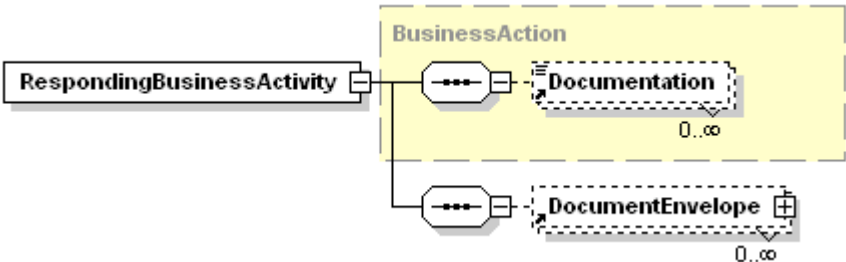 BusinessAction
RespondingBusinessActivity
Documentation
0..∞
DocumentEnvelope
0..∞